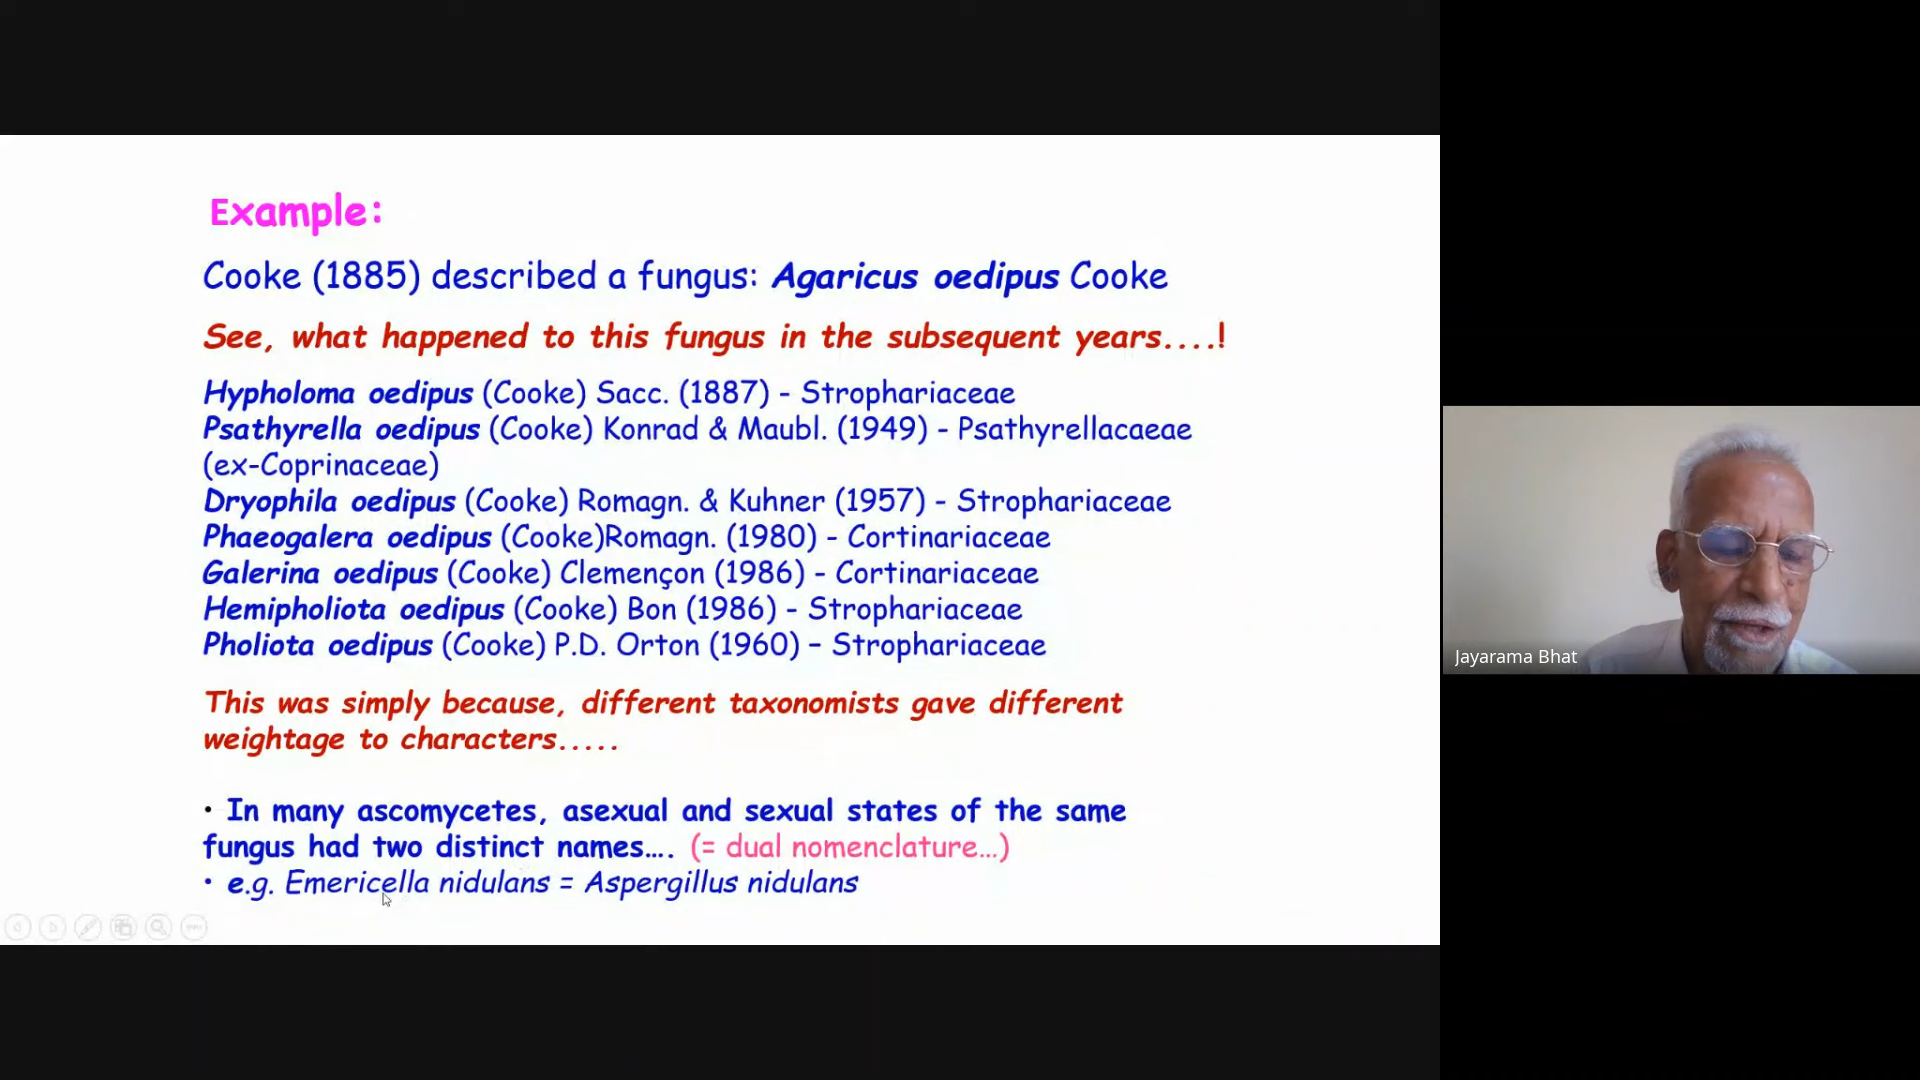 Example:
Cooke (1885) described a fungus: Agaricus oedipus Cooke
See, what happened to this fungus in the subsequent years....!
Hypholoma oedipus (Cooke) Sacc. (1887) - Strophariaceae
Psathyrella oedipus (Cooke) Konrad & Maubl. (1949) - Psathyrellacaeae
(ex-Coprinaceae)
Dryophila oedipus (Cooke) Romagn. & Kuhner (1957) - Strophariaceae
Phaeogalera oedipus (Cooke)Romagn. (1980) - Cortinariaceae
Galerina oedipus (Cooke) Clemençon (1986) - Cortinariaceae
Hemipholiota oedipus (Cooke) Bon (1986) - Strophariaceae
Pholiota oedipus (Cooke) P.D. Orton (1960) – Strophariaceae
This was simply because, different taxonomists gave different
weightage to characters.....
• In many ascomycetes, asexual and sexual states of the same
fungus had two distinct names.... (= dual nomenclature...)
• e.g. Emericella nidulans = Aspergillus nidulans
Jayarama Bhat